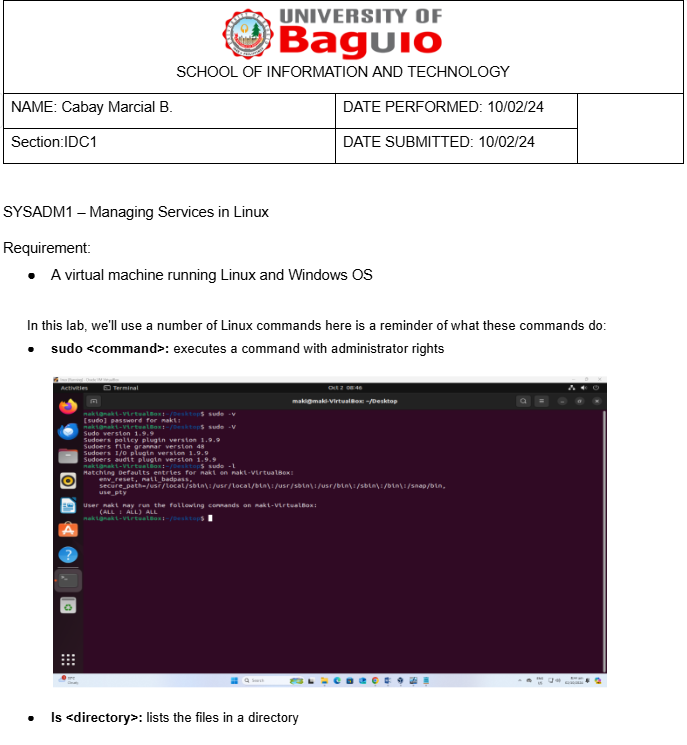 UNIVERSITY OF
Baguio
SCHOOL OF INFORMATION AND TECHNOLOGY
NAME: Cabay Marcial B.
DATE PERFORMED: 10/02/24
Section:IDC1
DATE SUBMITTED: 10/02/24
SYSADM1 – Managing Services in Linux
Requirement:
● A virtual machine running Linux and Windows OS
In this lab, we'll use a number of Linux commands here is a reminder of what these commands do:
● sudo <command>: executes a command with administrator rights
Activities
Terminal
Oct 2 08:46
maki@maki-VirtualBox: ~/Desktop
maki@maki-VirtualBox:~/Desktop$ sudo -v
[sudo] password for maki:
maki@maki-VirtualBox:~/Desktop$ sudo -V
Sudo version 1.9.9
Sudoers policy plugin version 1.9.9
Sudoers file grammar version 48
Sudoers I/O plugin version 1.9.9
Sudoers audit plugin version 1.9.9
maki@maki-VirtualBox:~/Desktop$ sudo -l
Matching Defaults entries for maki on maki-VirtualBox:
env_reset, mail_badpass,
secure_path=/usr/local/sbin\:/usr/local/bin\:/usr/sbin\:/usr/bin\:/sbin\:/bin\:/snap/bin,
use_pty
User maki may run the following commands on maki-VirtualBox:
(ALL : ALL) ALL
maki@maki-VirtualBox:~/Desktop$
Search
● ls <directory>: lists the files in a directory